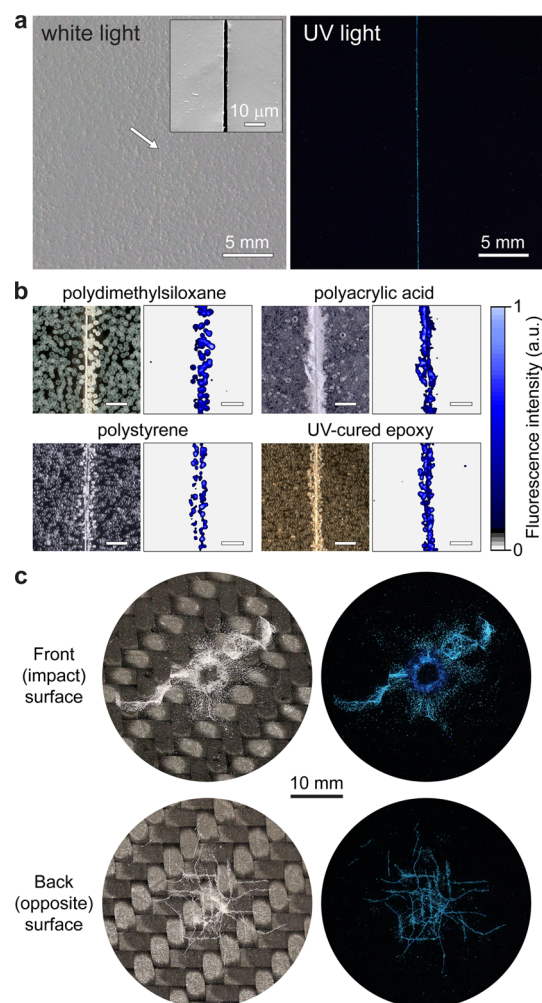 a
white light
10 μm
5 mm
UV light
5 mm
b
polydimethylsiloxane
polyacrylic acid
polystyrene
UV-cured epoxy
1
Fluorescence intensity (a.u.)
0
c
Front
(impact)
surface
10 mm
Back
(opposite)
surface